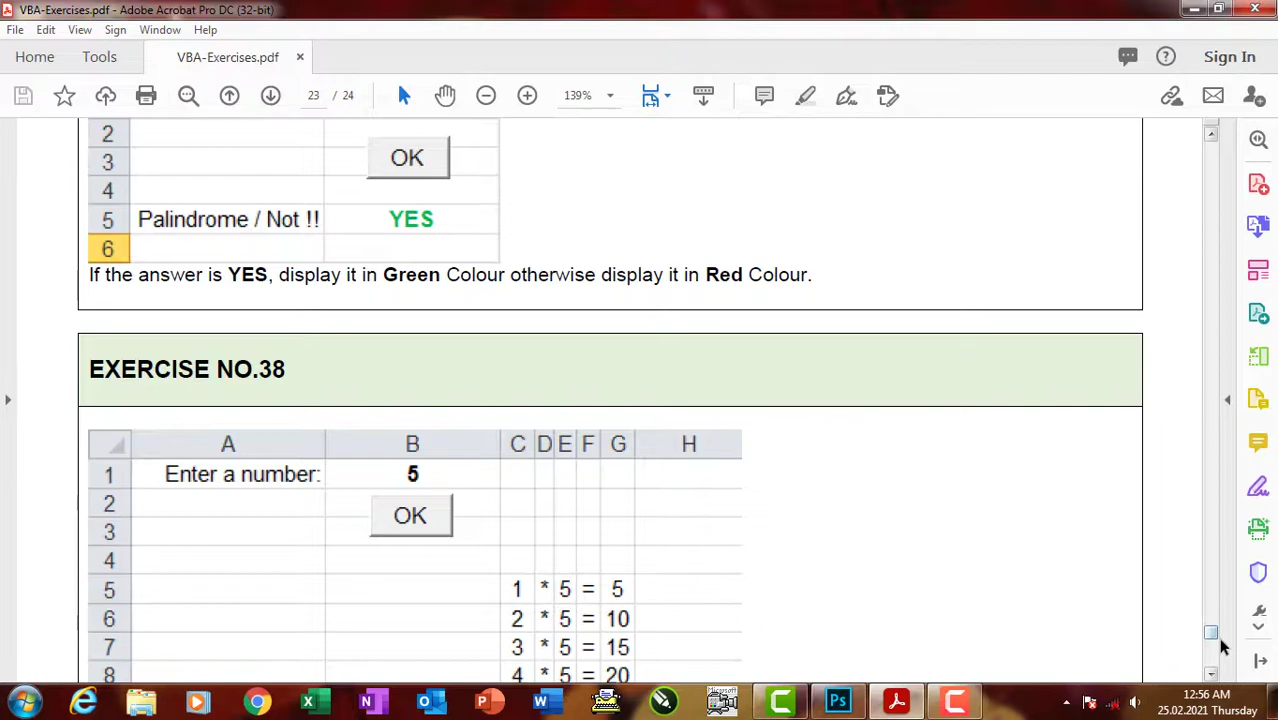 VBA-Exercises.pdf - Adobe Acrobat Pro DC (32-bit)
File Edit View Sign Window Help
Home Tools VBA-Exercises.pdf × Sign In
23 / 24 139%
2
3 OK
4
5 Palindrome / Not !! YES
6
If the answer is YES, display it in Green Colour otherwise display it in Red Colour.
EXERCISE NO.38
A B C D E F G H
1 Enter a number: 5
2
OK
3
4
5 1 * 5 = 5
6 2 * 5 = 10
7 3 * 5 = 15
8 4 * 5 = 20
12:56 AM
25.02.2021 Thursday